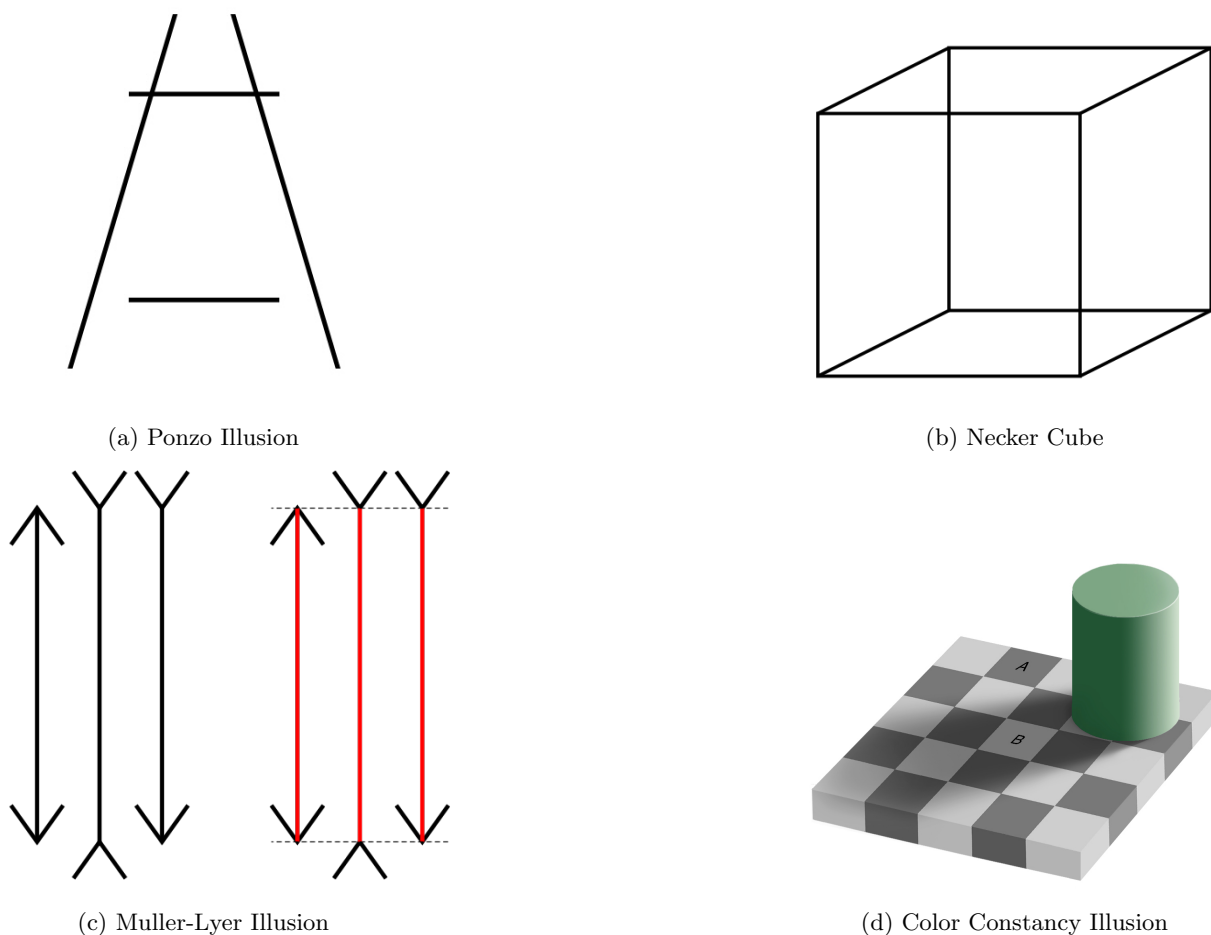 (a) Ponzo Illusion
(b) Necker Cube
(c) Muller-Lyer Illusion
A
B
(d) Color Constancy Illusion